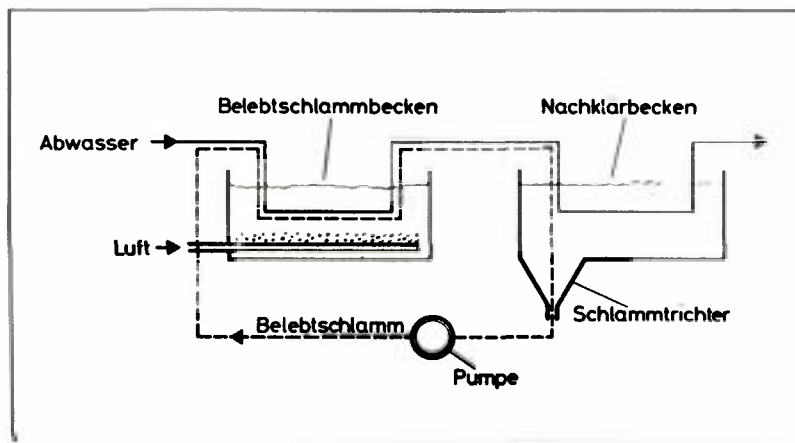 Belebtschlammbecken
Nachklarbecken
Abwasser
Luft
Belebtschlamm
Schlammtrichter
Pumpe